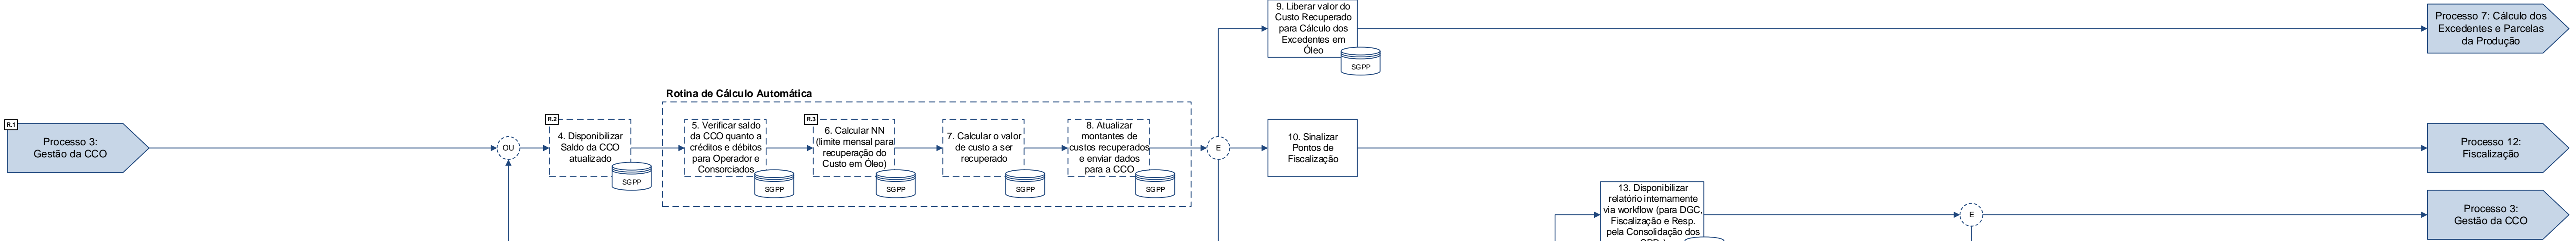 9. Liberar valor do
Custo Recuperado
para Cálculo dos
Excedentes em
Óleo
SGPP
Processo 7: Cálculo dos
Excedentes e Parcelas
da Produção
R.1
Processo 3:
Gestão da CCO
OU
R.2
4. Disponibilizar
Saldo da CCO
atualizado
SGPP
Rotina de Cálculo Automática
5. Verificar saldo
da CCO quanto a
créditos e débitos
para Operador e
Consorciados
SGPP
R.3
6. Calcular NN
(limite mensal para
recuperação do
Custo em Óleo)
SGPP
7. Calcular o valor
de custo a ser
recuperado
SGPP
8. Atualizar
montantes de
custos recuperados
e enviar dados
para a CCO
SGPP
E
10. Sinalizar
Pontos de
Fiscalização
Processo 12:
Fiscalização
13. Disponibilizar
relatório internamente
via workflow (para DGC,
Fiscalização e Resp.
pela Consolidação dos
E
Processo 3:
Gestão da CCO